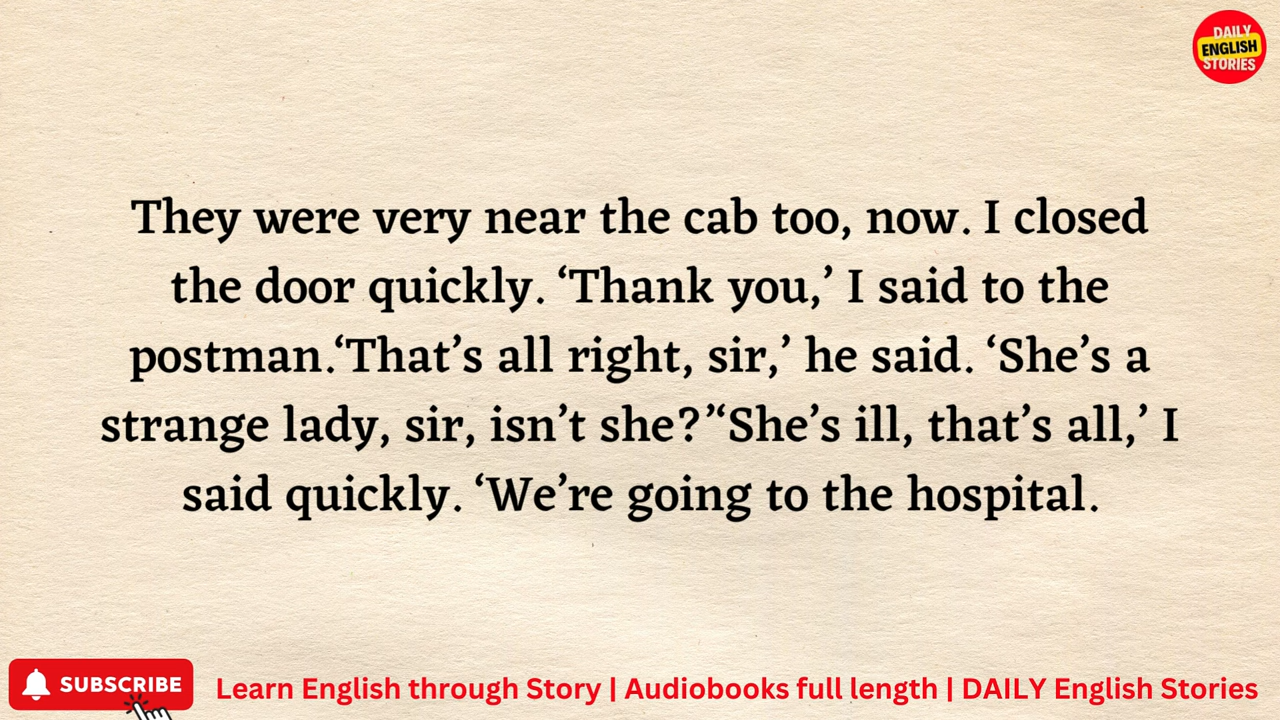 DAILY
ENGLISH
STORIES
They were very near the cab too, now. I closed
the door quickly. ‘Thank you,’ I said to the
postman.‘That’s all right, sir,’ he said. ‘She’s a
strange lady, sir, isn’t she?’‘‘She’s ill, that’s all,’ I
said quickly. ‘We’re going to the hospital.
SUBSCRIBE
Learn English through Story | Audiobooks full length | DAILY English Stories